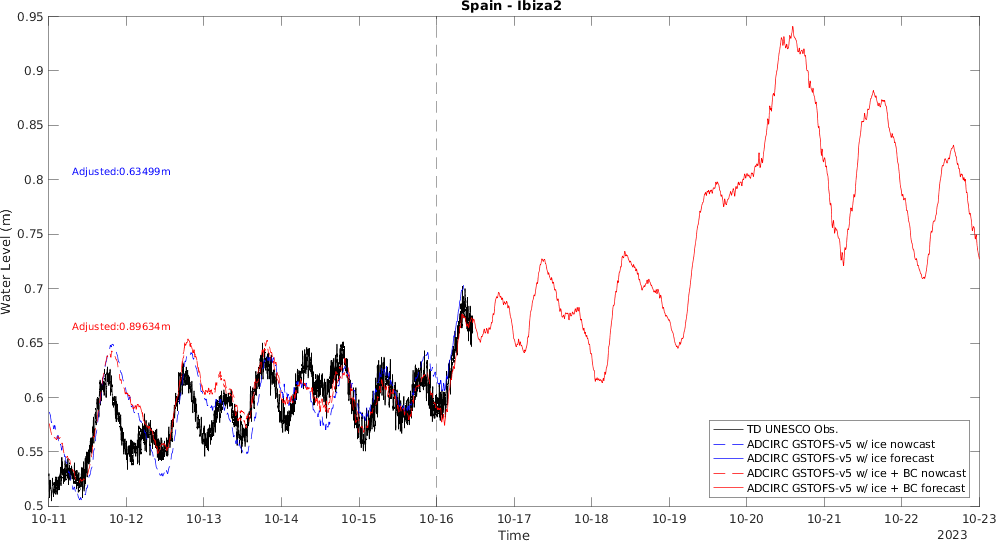 Spain - Ibiza2
0.95
0.9
0.85
0.8
0.75
0.7
0.65
0.6
0.55
0.5
Water Level (m)
Adjusted:0.63499m
Adjusted:0.89634m
TD UNESCO Obs.
ADCIRC GSTOFS-v5 w/ ice nowcast
ADCIRC GSTOFS-v5 w/ ice forecast
ADCIRC GSTOFS-v5 w/ ice + BC nowcast
ADCIRC GSTOFS-v5 w/ ice + BC forecast
10-11 10-12 10-13 10-14 10-15 10-16 10-17 10-18 10-19 10-20 10-21 10-22 10-23
Time
2023